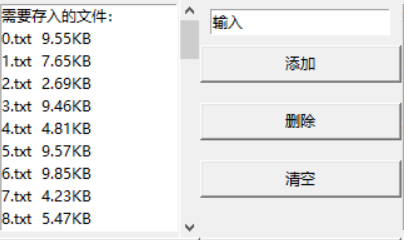 需要存入的文件:
0.txt  9.55KB
1.txt  7.65KB
2.txt  2.69KB
3.txt  9.46KB
4.txt  4.81KB
5.txt  9.57KB
6.txt  9.85KB
7.txt  4.23KB
8.txt  5.47KB
输入
添加
删除
清空